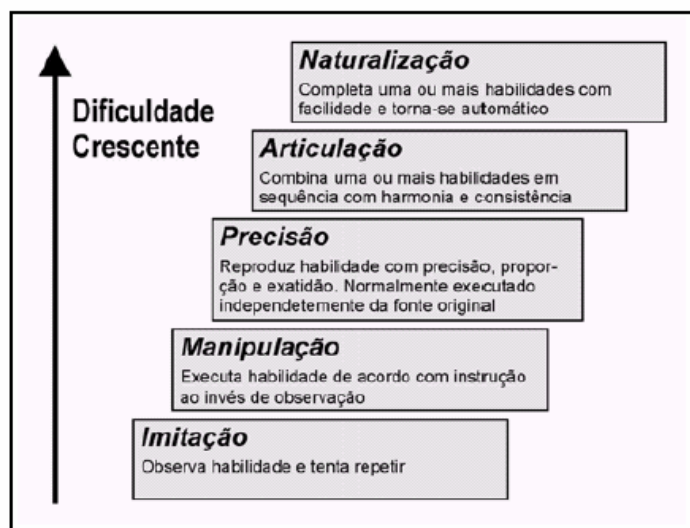 Dificuldade
Crescente
Naturalização
Completa uma ou mais habilidades com
facilidade e torna-se automático
Articulação
Combina uma ou mais habilidades em
sequência com harmonia e consistência
Precisão
Reproduz habilidade com precisão, propor-
ção e exatidão. Normalmente executado
independetemente da fonte original
Manipulação
Executa habilidade de acordo com instrução
ao invés de observação
Imitação
Observa habilidade e tenta repetir